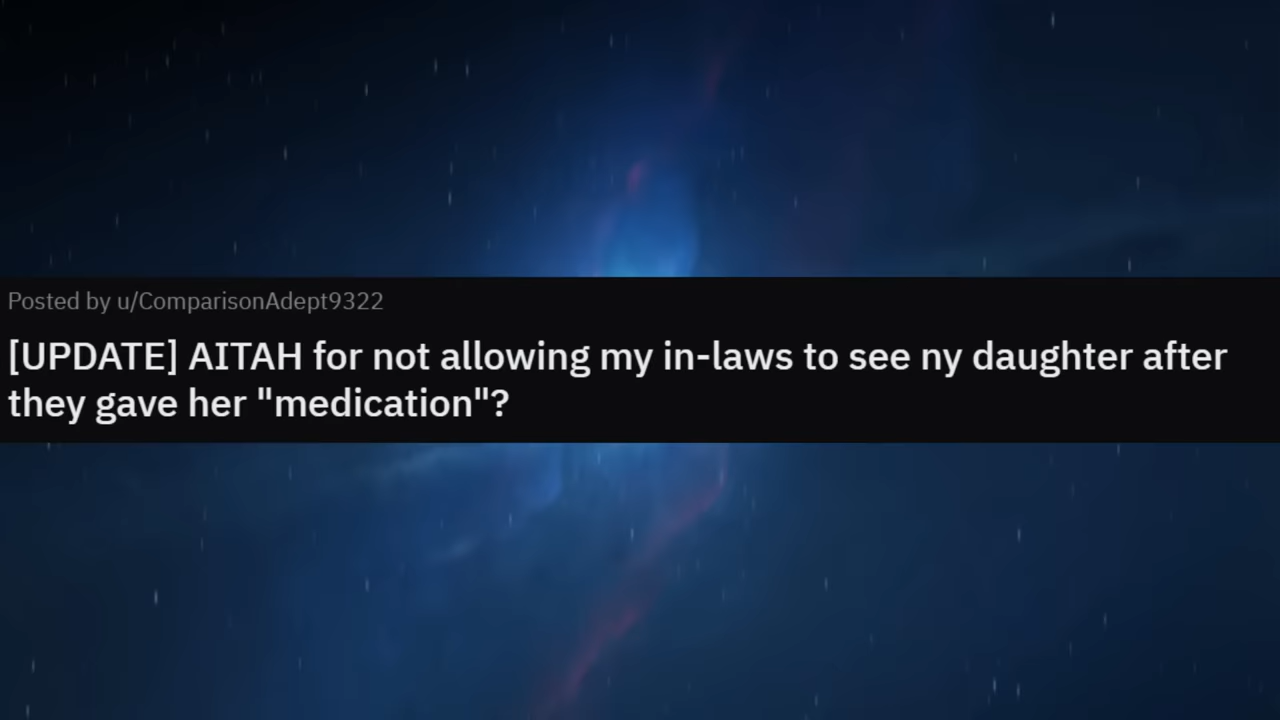 Posted by u/ComparisonAdept9322
[UPDATE] AITAH for not allowing my in-laws to see ny daughter after
they gave her "medication"?